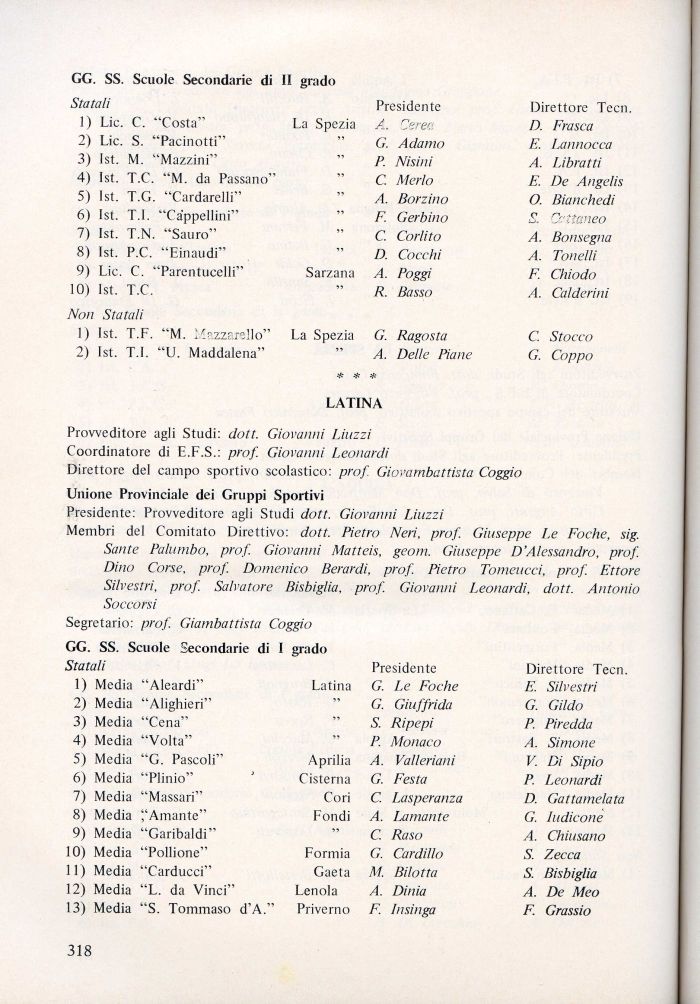 GG. SS. Scuole Secondarie di II grado
Statali Presidente Direttore Tecn.
1) Lic. C. “Costa” La Spezia A. Cerea D. Frasca
2) Lic. S. “Pacinotti” ” G. Adamo E. Lannocca
3) Ist. M. “Mazzini” ” P. Nisini A. Libratti
4) Ist. T.C. “M. da Passano” ” C. Merlo E. De Angelis
5) Ist. T.G. “Cardarelli” ” A. Borzino O. Bianchedi
6) Ist. T.I. “Cappellini” ” F. Gerbino S. Cattaneo
7) Ist. T.N. “Sauro” ” C. Corlito A. Bonsegna
8) Ist. P.C. “Einaudi” ” D. Cocchi A. Tonelli
9) Lic. C. “Parentucelli” Sarzana A. Poggi F. Chiodo
10) Ist. T.C. ” R. Basso A. Calderini
Non Statali
1) Ist. T.F. “M. Mazzarello” La Spezia G. Ragosta C. Stocco
2) Ist. T.I. “U. Maddalena” ” A. Delle Piane G. Coppo
* * *
LATINA
Provveditore agli Studi: dott. Giovanni Liuzzi
Coordinatore di E.F.S.: prof. Giovanni Leonardi
Direttore del campo sportivo scolastico: prof. Giovambattista Coggio
Unione Provinciale dei Gruppi Sportivi
Presidente: Provveditore agli Studi dott. Giovanni Liuzzi
Membri del Comitato Direttivo: dott. Pietro Neri, prof. Giuseppe Le Foche, sig.
Sante Palumbo, prof. Giovanni Matteis, geom. Giuseppe D’Alessandro, prof.
Dino Corse, prof. Domenico Berardi, prof. Pietro Tomeucci, prof. Ettore
Silvestri, prof. Salvatore Bisbiglia, prof. Giovanni Leonardi, dott. Antonio
Soccorsi
Segretario: prof. Giambattista Coggio
GG. SS. Scuole Secondarie di I grado
Statali Presidente Direttore Tecn.
1) Media “Aleardi” Latina G. Le Foche E. Silvestri
2) Media “Alighieri” ” G. Giuffrida G. Gildo
3) Media “Cena” ” S. Ripepi P. Piredda
4) Media “Volta” ” P. Monaco A. Simone
5) Media “G. Pascoli” Aprilia A. Valleriani V. Di Sipio
6) Media “Plinio” Cisterna G. Festa P. Leonardi
7) Media “Massari” Cori C. Lasperanza D. Gattamelata
8) Media “Amante” Fondi A. Lamante G. Iudicone
9) Media “Garibaldi” ” C. Raso A. Chiusano
10) Media “Pollione” Formia G. Cardillo S. Zecca
11) Media “Carducci” Gaeta M. Bilotta S. Bisbiglia
12) Media “L. da Vinci” Lenola A. Dinia A. De Meo
13) Media “S. Tommaso d’A.” Priverno F. Insinga F. Grassio
318